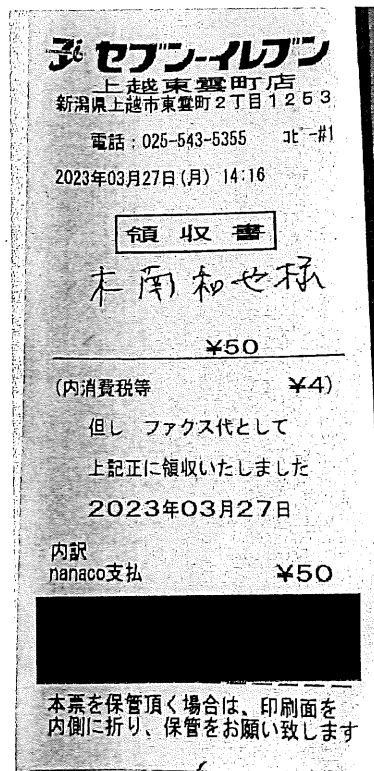 セブン-イレブン
上越東雲町店
新潟県上越市東雲町2丁目1253
電話：025-543-5355 コピー#1
2023年03月27日(月) 14:16
領収書
木南和也様
¥50
(内消費税等 ¥4)
但し ファクス代として
上記正に領収いたしました
2023年03月27日
内訳
nanaco支払 ¥50
本票を保管頂く場合は、印刷面を
内側に折り、保管をお願い致します